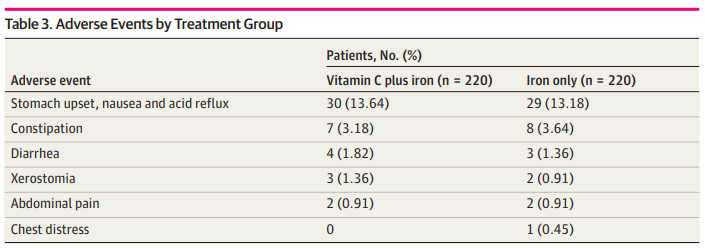 Table 3. Adverse Events by Treatment Group
Patients, No. (%)
Adverse event Vitamin C plus iron (n = 220) Iron only (n = 220)
Stomach upset, nausea and acid reflux 30 (13.64) 29 (13.18)
Constipation 7 (3.18) 8 (3.64)
Diarrhea 4 (1.82) 3 (1.36)
Xerostomia 3 (1.36) 2 (0.91)
Abdominal pain 2 (0.91) 2 (0.91)
Chest distress 0 1 (0.45)